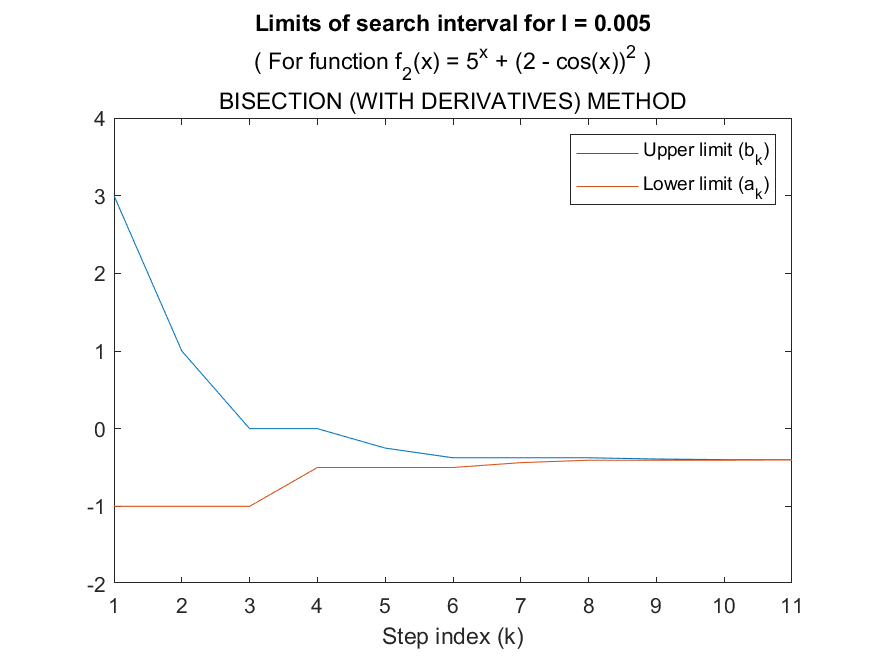 Limits of search interval for l = 0.005
( For function f₂(x) = 5ˣ + (2 - cos(x))² )
BISECTION (WITH DERIVATIVES) METHOD
Upper limit (bₖ)
Lower limit (aₖ)
4
3
2
1
0
-1
-2
1 2 3 4 5 6 7 8 9 10 11
Step index (k)